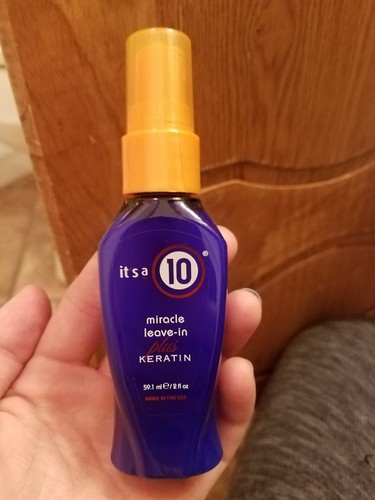 it's a 10®
miracle
leave-in
plus
KERATIN
59.1 ml ℮/2 fl oz
MADE IN THE USA